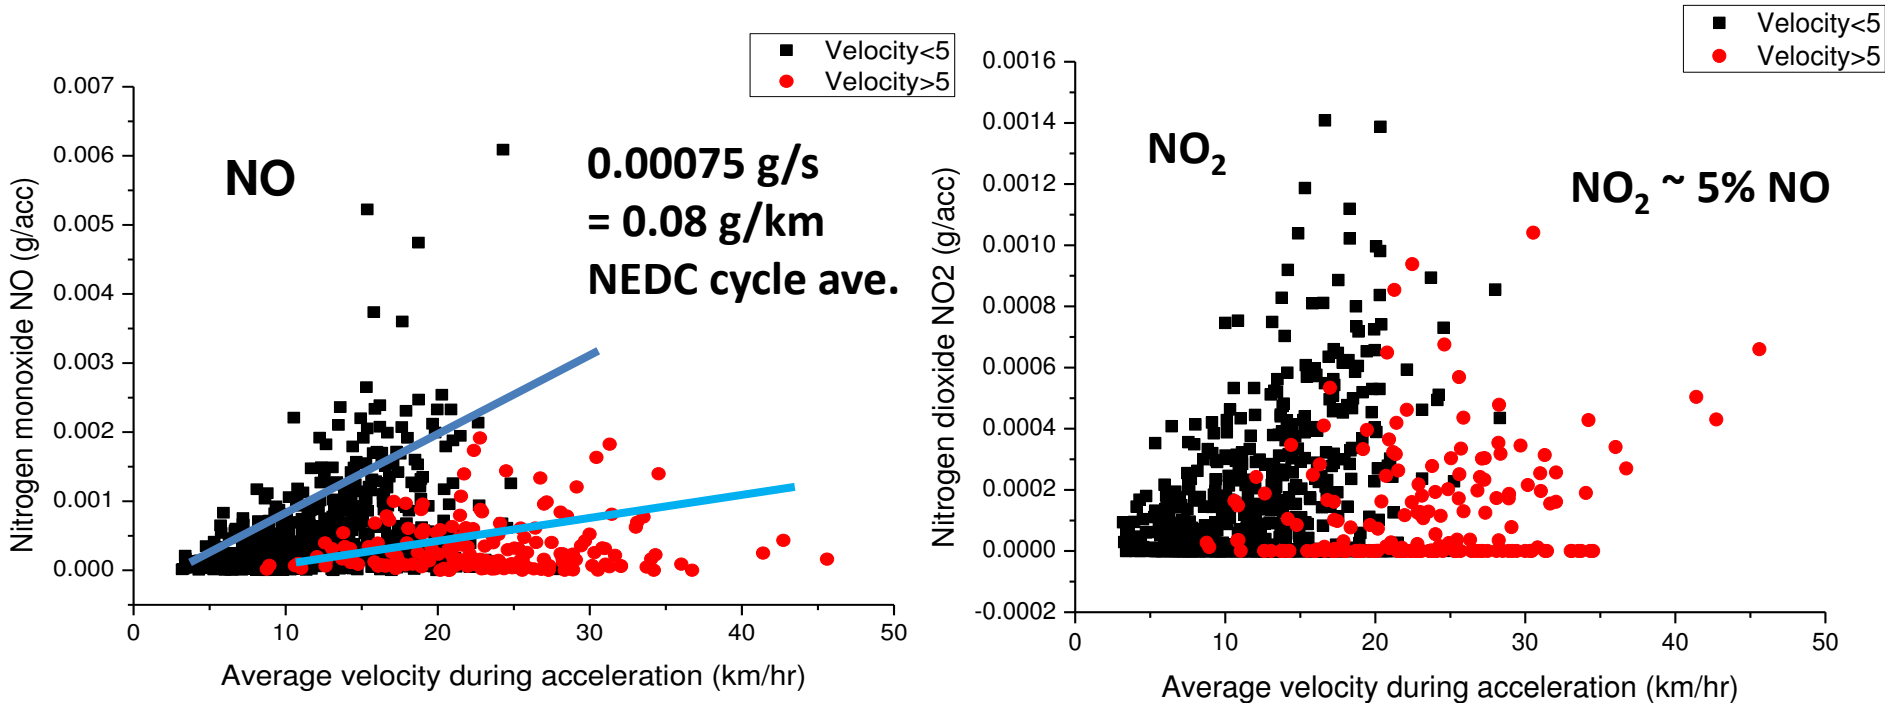 Velocity<5
Velocity>5
0.007
0.006
0.005
0.004
0.003
0.002
0.001
0.000
Nitrogen monoxide NO (g/acc)
NO
0.00075 g/s
= 0.08 g/km
NEDC cycle ave.
0 10 20 30 40 50
Average velocity during acceleration (km/hr)
Velocity<5
Velocity>5
0.0016
0.0014
0.0012
0.0010
0.0008
0.0006
0.0004
0.0002
0.0000
-0.0002
Nitrogen dioxide NO2 (g/acc)
NO₂
NO₂ ~ 5% NO
0 10 20 30 40 50
Average velocity during acceleration (km/hr)